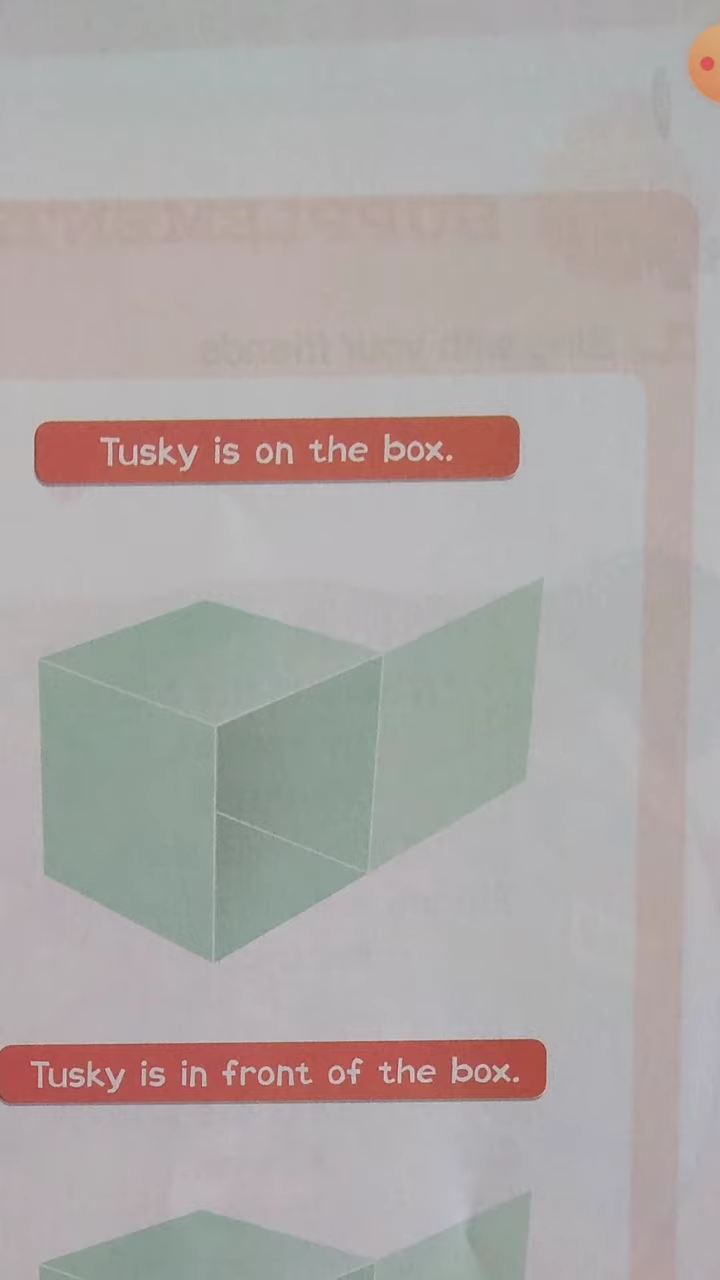 Tusky is on the box.
Tusky is in front of the box.